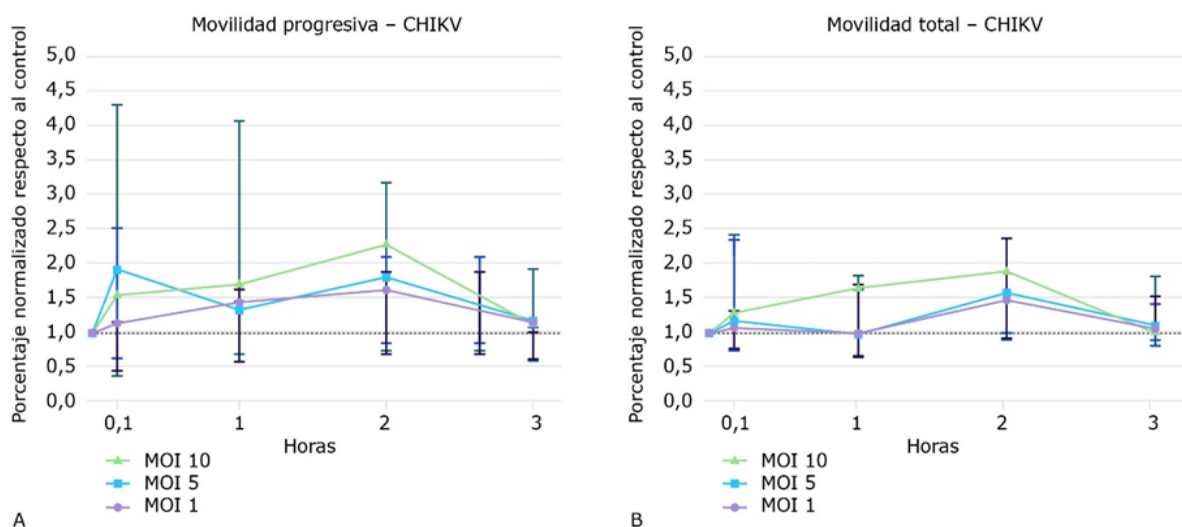 Movilidad progresiva – CHIKV
Porcentaje normalizado respecto al control
5,0
4,5
4,0
3,5
3,0
2,5
2,0
1,5
1,0
0,5
0,0
0,1 1 2 3
Horas
MOI 10
MOI 5
MOI 1
A
Movilidad total – CHIKV
Porcentaje normalizado respecto al control
5,0
4,5
4,0
3,5
3,0
2,5
2,0
1,5
1,0
0,5
0,0
0,1 1 2 3
Horas
MOI 10
MOI 5
MOI 1
B